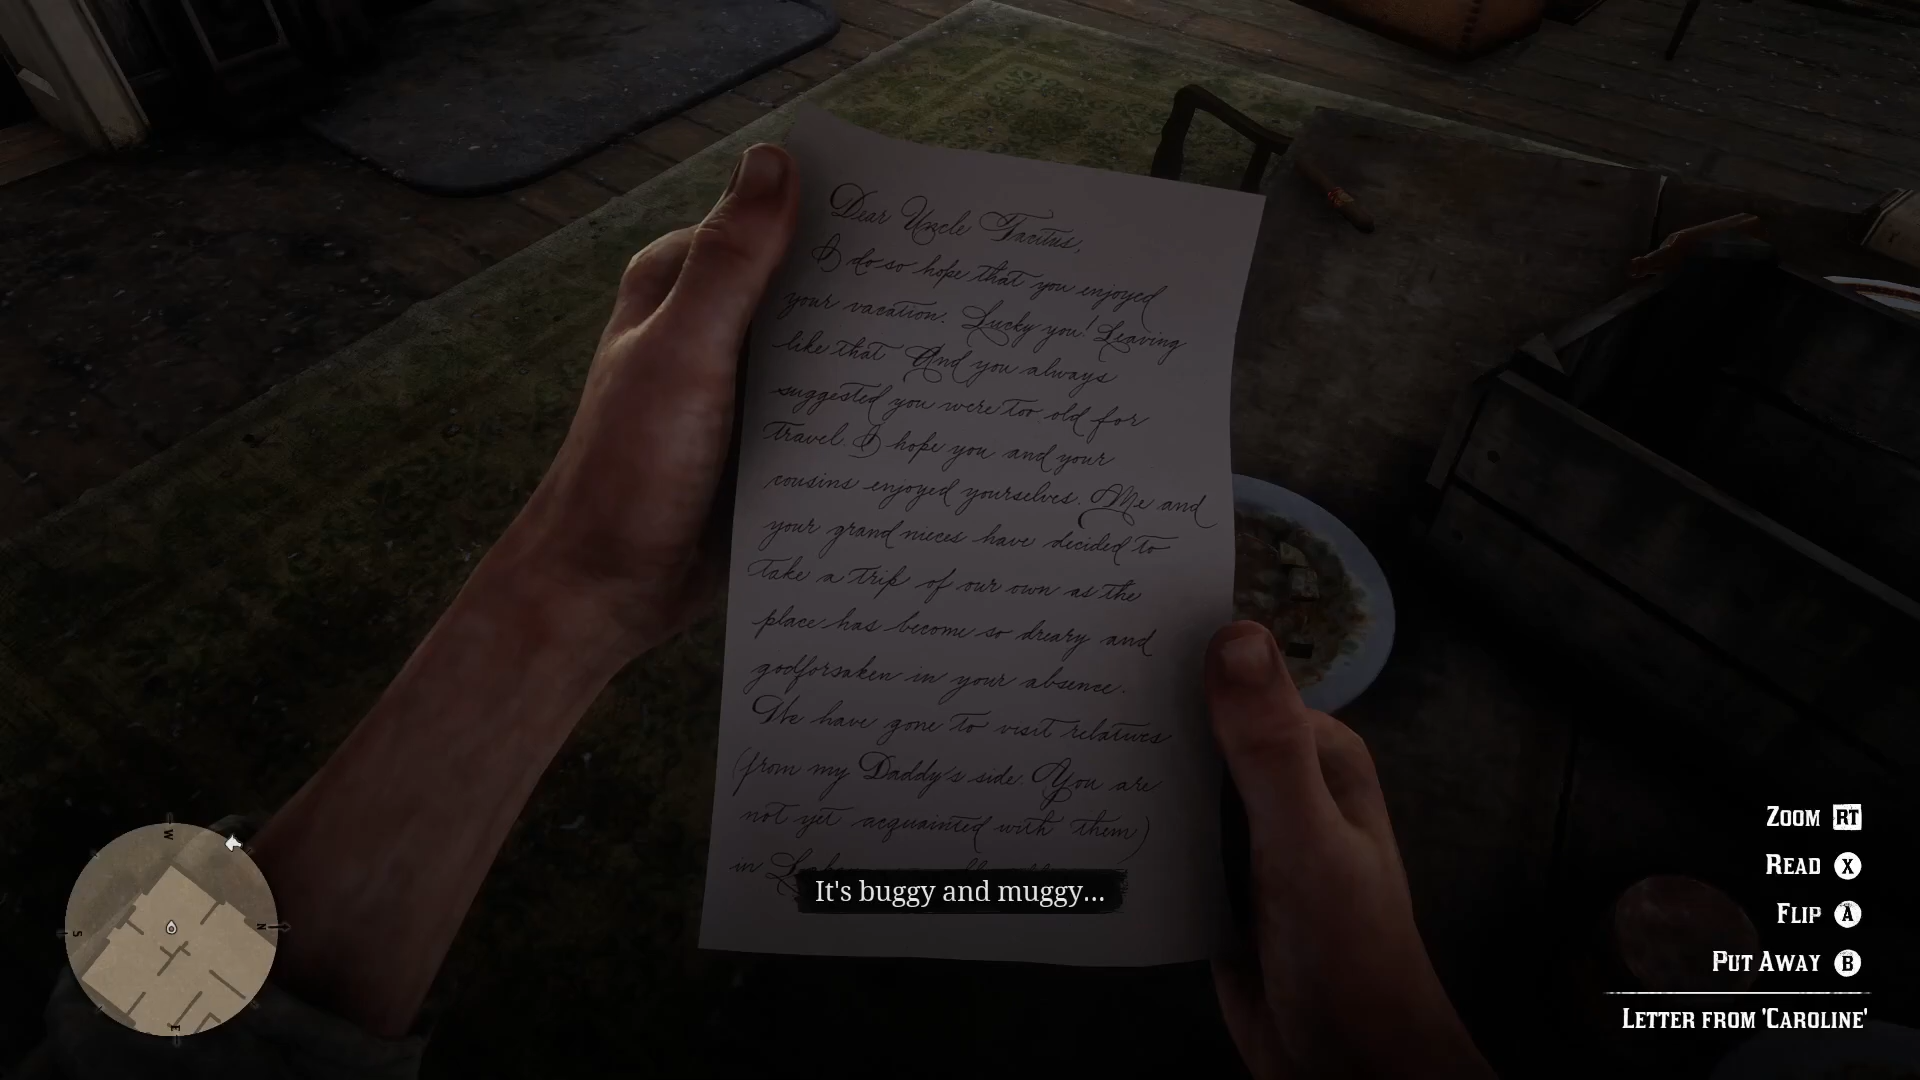 Dear Uncle Tacitus,
I do so hope that you enjoyed
your vacation. Lucky you! Leaving
like that And you always
suggested you were too old for
travel. I hope you and your
cousins enjoyed yourselves. Me and
your grand nieces have decided to
take a trip of our own as the
place has become so dreary and
godforsaken in your absence.
We have gone to visit relatives
(from my Daddy's side. You are
not yet acquainted with them)
in
It's buggy and muggy...
W
N
S
E
ZOOM RT
READ X
FLIP A
PUT AWAY B
LETTER FROM 'CAROLINE'